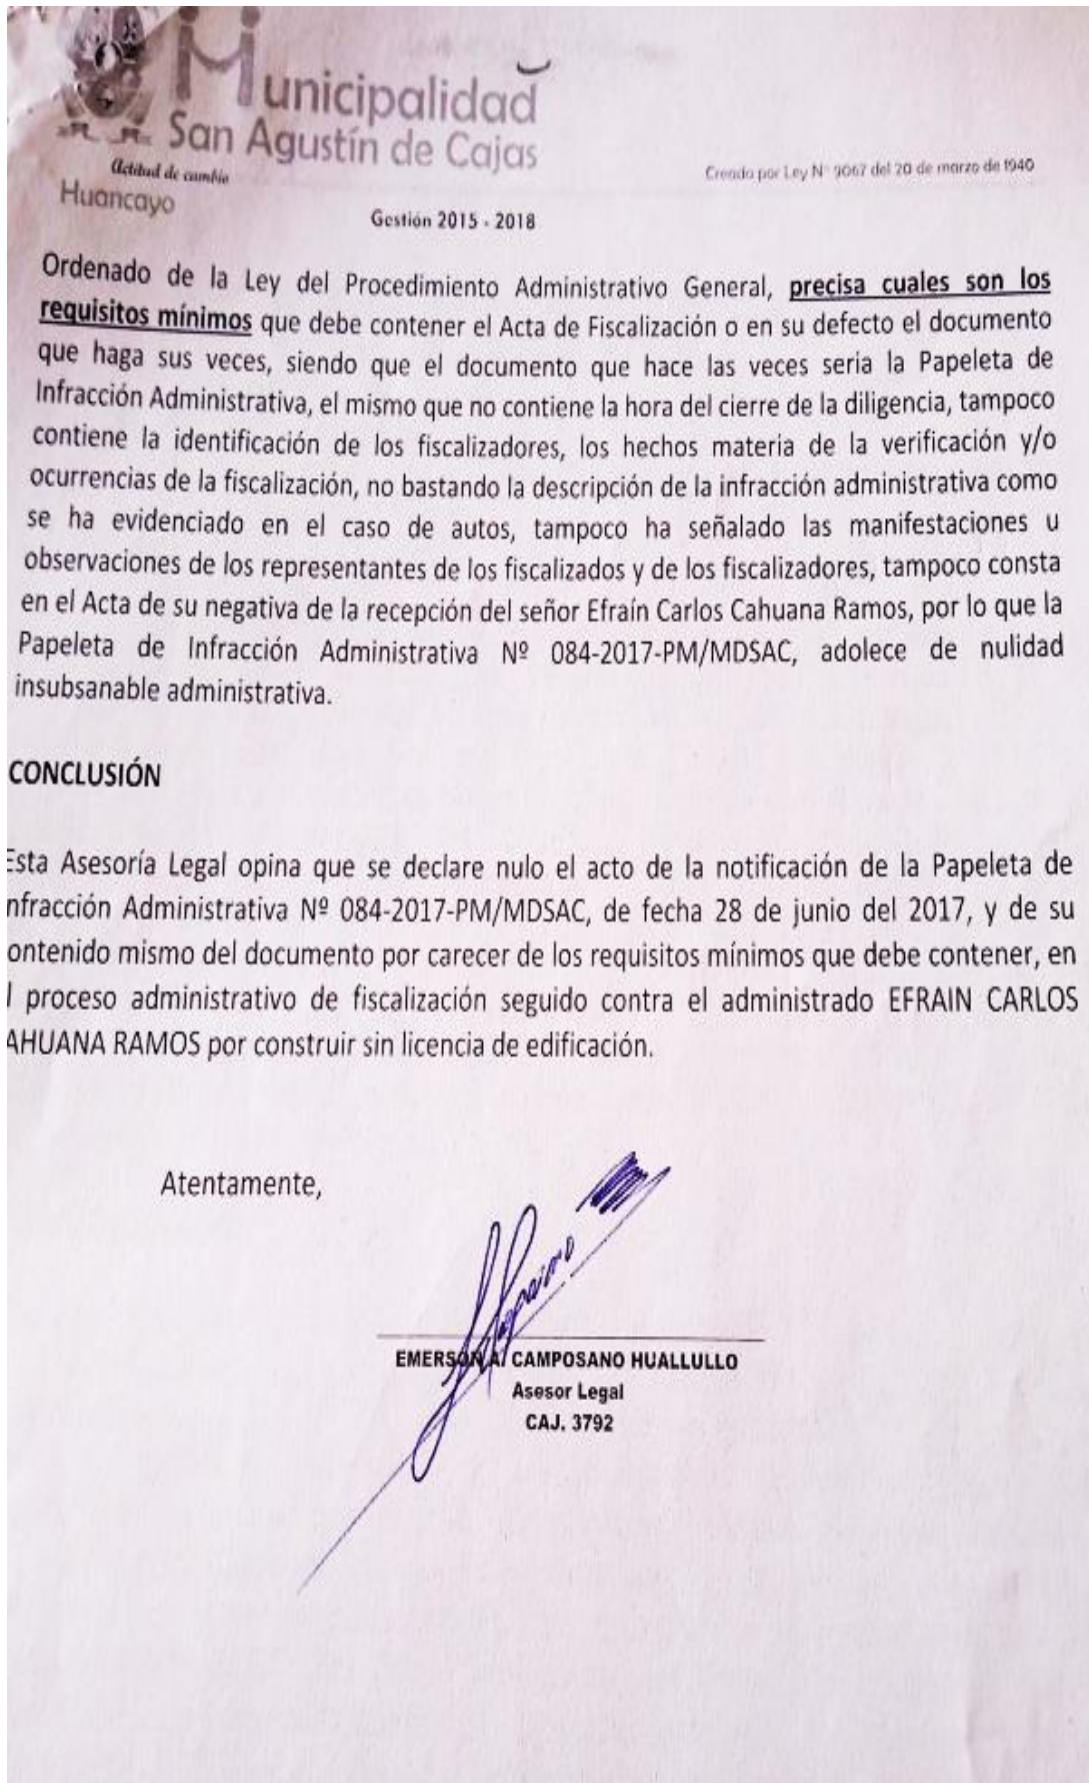 Municipalidad
San Agustín de Cajas
Actitud de cambio
Huancayo
Creado por Ley Nº 9067 del 20 de marzo de 1940
Gestión 2015 - 2018
Ordenado de la Ley del Procedimiento Administrativo General, precisa cuales son los
requisitos mínimos que debe contener el Acta de Fiscalización o en su defecto el documento
que haga sus veces, siendo que el documento que hace las veces seria la Papeleta de
Infracción Administrativa, el mismo que no contiene la hora del cierre de la diligencia, tampoco
contiene la identificación de los fiscalizadores, los hechos materia de la verificación y/o
ocurrencias de la fiscalización, no bastando la descripción de la infracción administrativa como
se ha evidenciado en el caso de autos, tampoco ha señalado las manifestaciones u
observaciones de los representantes de los fiscalizados y de los fiscalizadores, tampoco consta
en el Acta de su negativa de la recepción del señor Efraín Carlos Cahuana Ramos, por lo que la
Papeleta de Infracción Administrativa Nº 084-2017-PM/MDSAC, adolece de nulidad
insubsanable administrativa.
CONCLUSIÓN
Esta Asesoría Legal opina que se declare nulo el acto de la notificación de la Papeleta de
nfracción Administrativa Nº 084-2017-PM/MDSAC, de fecha 28 de junio del 2017, y de su
ontenido mismo del documento por carecer de los requisitos mínimos que debe contener, en
l proceso administrativo de fiscalización seguido contra el administrado EFRAIN CARLOS
AHUANA RAMOS por construir sin licencia de edificación.
Atentamente,
EMERSON A. CAMPOSANO HUALLULLO
Asesor Legal
CAJ. 3792